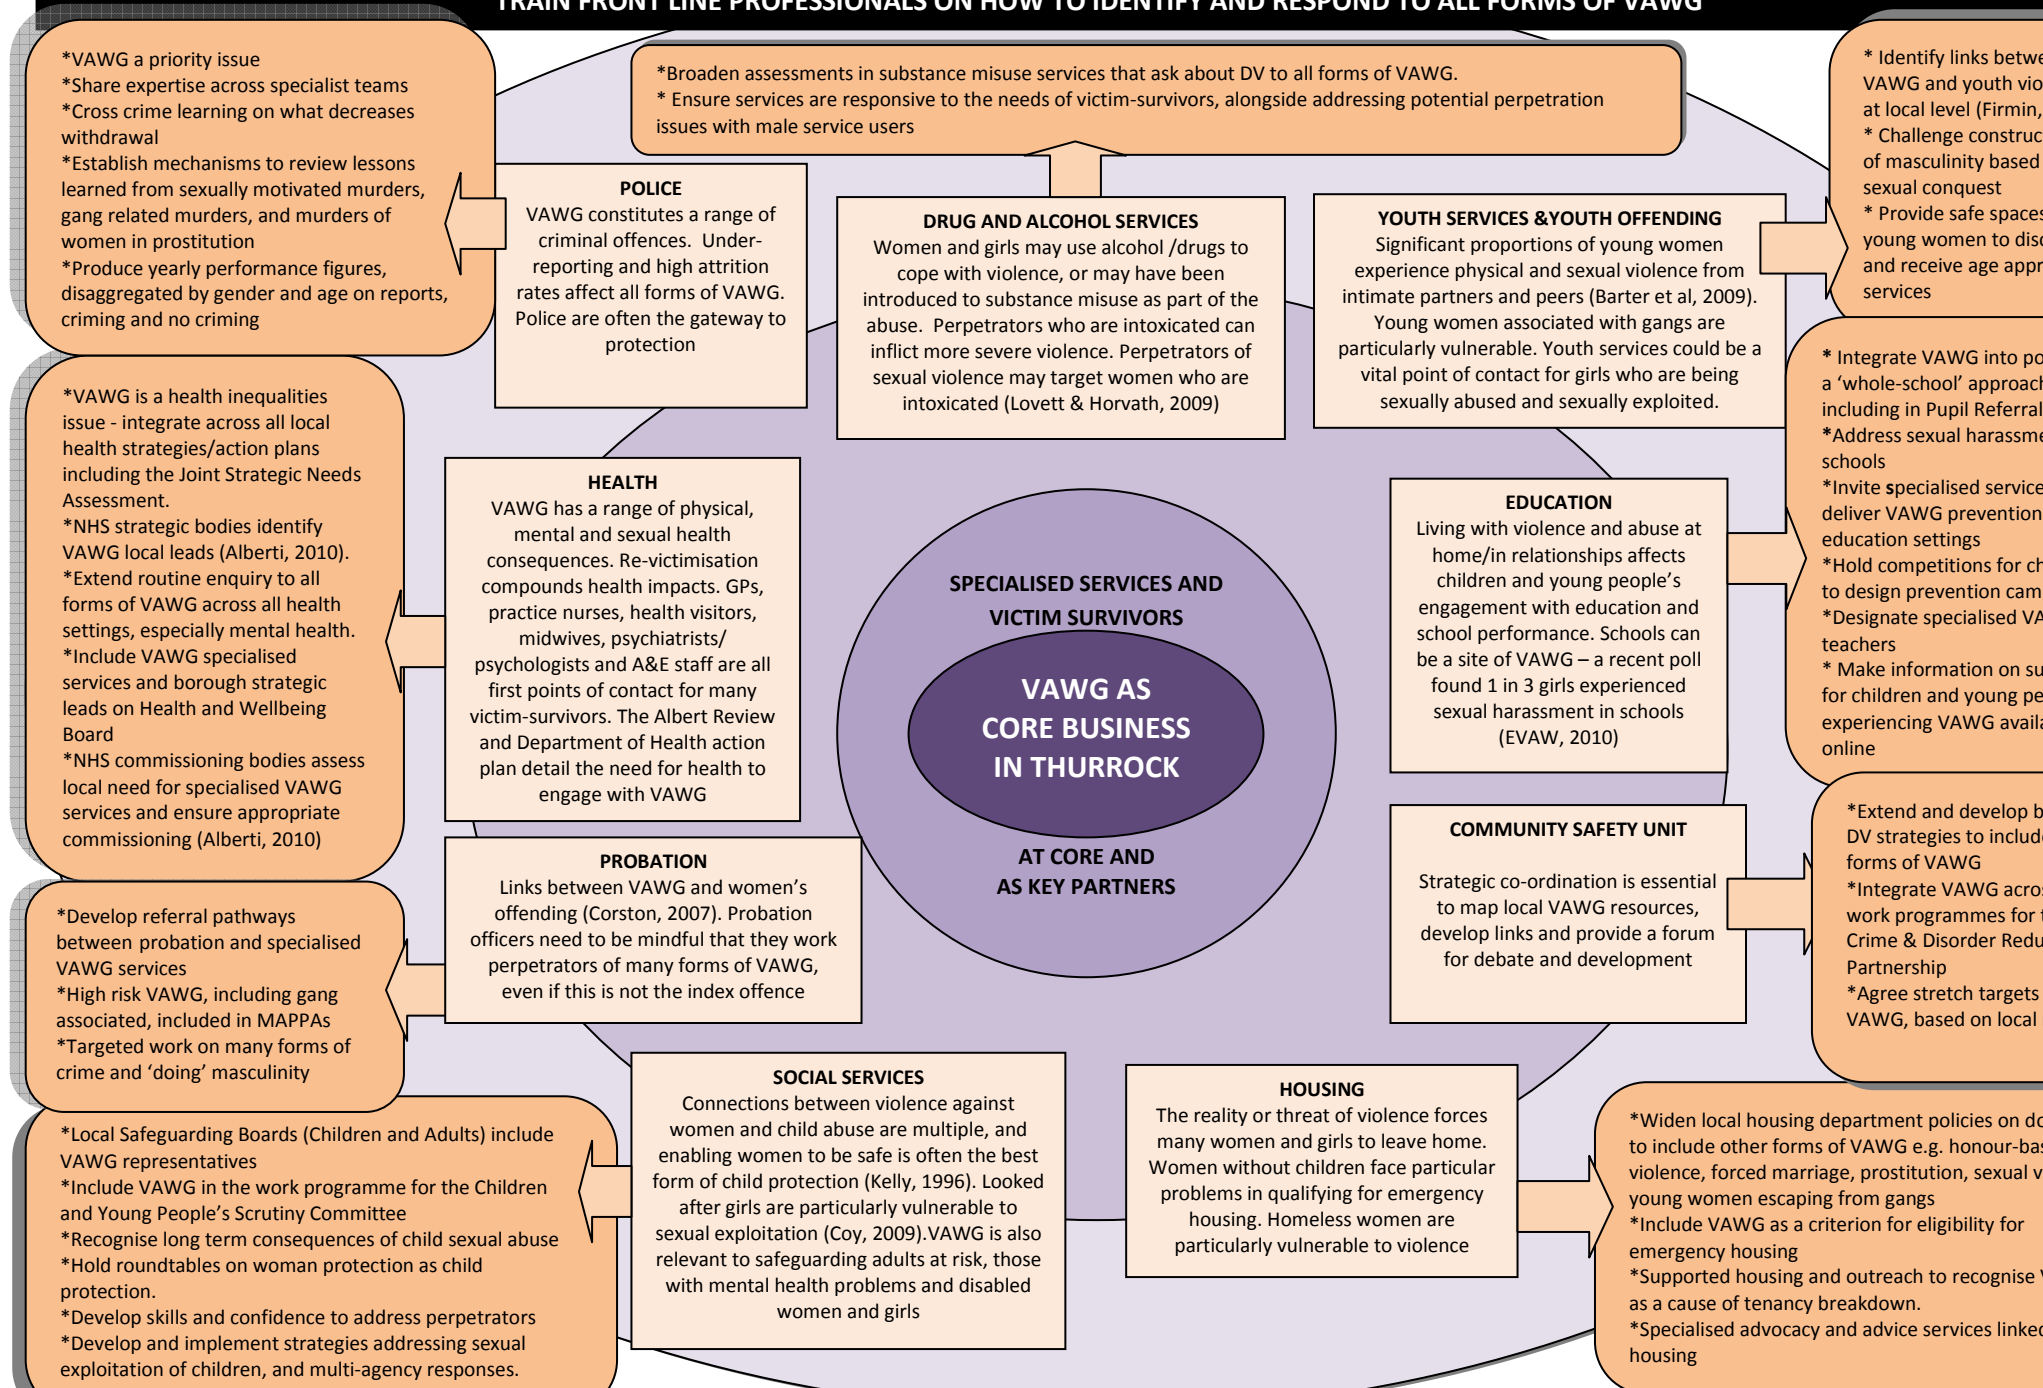 TRAIN FRONT LINE PROFESSIONALS ON HOW TO IDENTIFY AND RESPOND TO ALL FORMS OF VAWG
*VAWG a priority issue
*Share expertise across specialist teams
*Cross crime learning on what decreases
withdrawal
*Establish mechanisms to review lessons
learned from sexually motivated murders,
gang related murders, and murders of
women in prostitution
*Produce yearly performance figures,
disaggregated by gender and age on reports,
criming and no criming
*Broaden assessments in substance misuse services that ask about DV to all forms of VAWG.
* Ensure services are responsive to the needs of victim-survivors, alongside addressing potential perpetration
issues with male service users
* Identify links
VAWG and youth
at local level (Firmin,
* Challenge
of masculinity based
sexual conquest
* Provide safe spaces
young women to
and receive age
services
POLICE
VAWG constitutes a range of
criminal offences.  Under-
reporting and high attrition
rates affect all forms of VAWG.
Police are often the gateway to
protection
DRUG AND ALCOHOL SERVICES
Women and girls may use alcohol /drugs to
cope with violence, or may have been
introduced to substance misuse as part of the
abuse.  Perpetrators who are intoxicated can
inflict more severe violence. Perpetrators of
sexual violence may target women who are
intoxicated (Lovett & Horvath, 2009)
YOUTH SERVICES &YOUTH OFFENDING
Significant proportions of young women
experience physical and sexual violence from
intimate partners and peers (Barter et al, 2009).
Young women associated with gangs are
particularly vulnerable. Youth services could be a
vital point of contact for girls who are being
sexually abused and sexually exploited.
*VAWG is a health inequalities
issue - integrate across all local
health strategies/action plans
including the Joint Strategic Needs
Assessment.
*NHS strategic bodies identify
VAWG local leads (Alberti, 2010).
*Extend routine enquiry to all
forms of VAWG across all health
settings, especially mental health.
*Include VAWG specialised
services and borough strategic
leads on Health and Wellbeing
Board
*NHS commissioning bodies assess
local need for specialised VAWG
services and ensure appropriate
commissioning (Alberti, 2010)
HEALTH
VAWG has a range of physical,
mental and sexual health
consequences. Re-victimisation
compounds health impacts. GPs,
practice nurses, health visitors,
midwives, psychiatrists/
psychologists and A&E staff are all
first points of contact for many
victim-survivors. The Albert Review
and Department of Health action
plan detail the need for health to
engage with VAWG
SPECIALISED SERVICES AND
VICTIM SURVIVORS
VAWG AS
CORE BUSINESS
IN THURROCK
AT CORE AND
AS KEY PARTNERS
EDUCATION
Living with violence and abuse at
home/in relationships affects
children and young people's
engagement with education and
school performance. Schools can
be a site of VAWG – a recent poll
found 1 in 3 girls experienced
sexual harassment in schools
(EVAW, 2010)
* Integrate VAWG into
a ‘whole-school’
including in Pupil Referral
*Address sexual
schools
*Invite specialised
deliver VAWG prevention
education settings
*Hold competitions for
to design prevention
*Designate specialised
teachers
* Make information on
for children and young
experiencing VAWG
online
PROBATION
Links between VAWG and women’s
offending (Corston, 2007). Probation
officers need to be mindful that they work
perpetrators of many forms of VAWG,
even if this is not the index offence
*Develop referral pathways
between probation and specialised
VAWG services
*High risk VAWG, including gang
associated, included in MAPPAs
*Targeted work on many forms of
crime and ‘doing’ masculinity
COMMUNITY SAFETY UNIT
Strategic co-ordination is essential
to map local VAWG resources,
develop links and provide a forum
for debate and development
*Extend and develop
DV strategies to
forms of VAWG
*Integrate VAWG
work programmes for
Crime & Disorder
Partnership
*Agree stretch targets
VAWG, based on local
*Local Safeguarding Boards (Children and Adults) include
VAWG representatives
*Include VAWG in the work programme for the Children
and Young People’s Scrutiny Committee
*Recognise long term consequences of child sexual abuse
*Hold roundtables on woman protection as child
protection.
*Develop skills and confidence to address perpetrators
*Develop and implement strategies addressing sexual
exploitation of children, and multi-agency responses.
SOCIAL SERVICES
Connections between violence against
women and child abuse are multiple, and
enabling women to be safe is often the best
form of child protection (Kelly, 1996). Looked
after girls are particularly vulnerable to
sexual exploitation (Coy, 2009).VAWG is also
relevant to safeguarding adults at risk, those
with mental health problems and disabled
women and girls
HOUSING
The reality or threat of violence forces
many women and girls to leave home.
Women without children face particular
problems in qualifying for emergency
housing. Homeless women are
particularly vulnerable to violence
*Widen local housing department policies on
to include other forms of VAWG e.g.
violence, forced marriage, prostitution, sexual
young women escaping from gangs
*Include VAWG as a criterion for eligibility for
emergency housing
*Supported housing and outreach to recognise
as a cause of tenancy breakdown.
*Specialised advocacy and advice services
housing